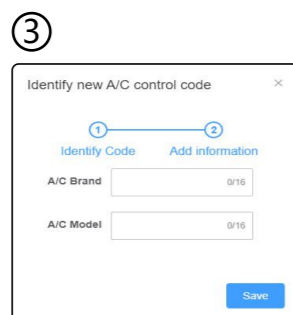 ③
Identify new A/C control code ×
1 2
Identify Code Add information
A/C Brand 0/16
A/C Model 0/16
Save